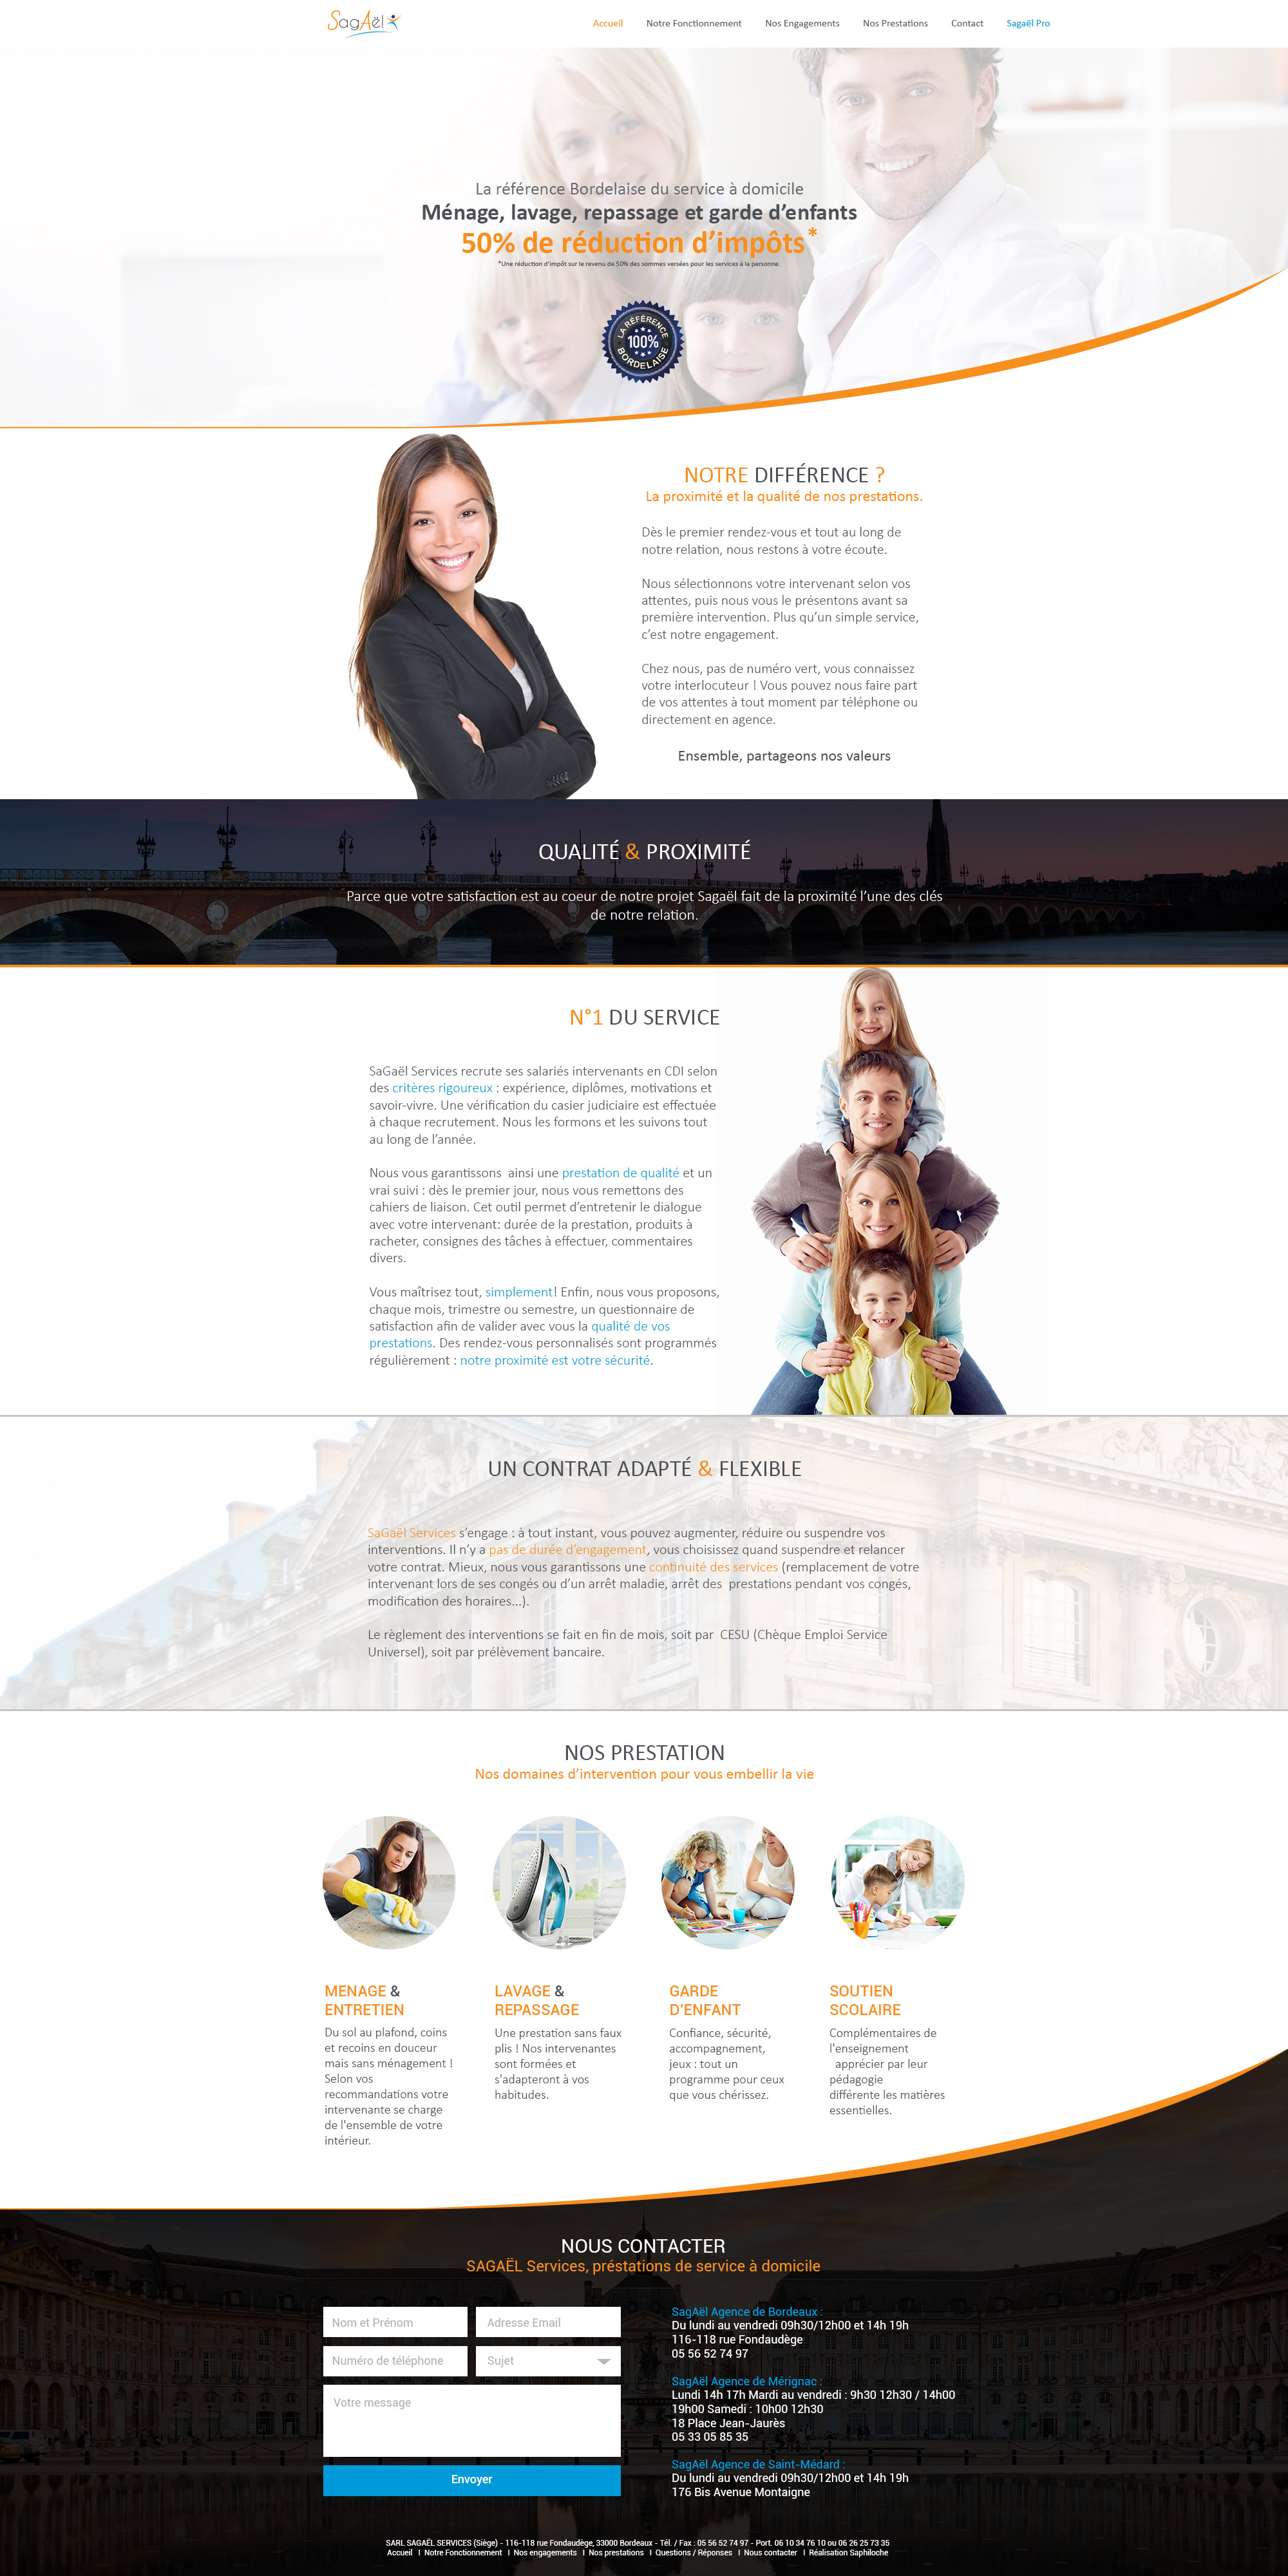 SagAël
Accueil Notre Fonctionnement Nos Engagements Nos Prestations Contact Sagaël Pro
La référence Bordelaise du service à domicile
Ménage, lavage, repassage et garde d’enfants
50% de réduction d’impôts*
*Une réduction d’impôt sur le revenu de 50% des sommes versées pour les services à la personne.
LA RÉFÉRENCE
100%
BORDELAISE
NOTRE DIFFÉRENCE ?
La proximité et la qualité de nos prestations.
Dès le premier rendez-vous et tout au long de
notre relation, nous restons à votre écoute.
Nous sélectionnons votre intervenant selon vos
attentes, puis nous vous le présentons avant sa
première intervention. Plus qu’un simple service,
c’est notre engagement.
Chez nous, pas de numéro vert, vous connaissez
votre interlocuteur ! Vous pouvez nous faire part
de vos attentes à tout moment par téléphone ou
directement en agence.
Ensemble, partageons nos valeurs
QUALITÉ & PROXIMITÉ
Parce que votre satisfaction est au coeur de notre projet Sagaël fait de la proximité l’une des clés
de notre relation.
N°1 DU SERVICE
SaGaël Services recrute ses salariés intervenants en CDI selon
des critères rigoureux : expérience, diplômes, motivations et
savoir-vivre. Une vérification du casier judiciaire est effectuée
à chaque recrutement. Nous les formons et les suivons tout
au long de l’année.
Nous vous garantissons ainsi une prestation de qualité et un
vrai suivi : dès le premier jour, nous vous remettons des
cahiers de liaison. Cet outil permet d’entretenir le dialogue
avec votre intervenant: durée de la prestation, produits à
racheter, consignes des tâches à effectuer, commentaires
divers.
Vous maîtrisez tout, simplement! Enfin, nous vous proposons,
chaque mois, trimestre ou semestre, un questionnaire de
satisfaction afin de valider avec vous la qualité de vos
prestations. Des rendez-vous personnalisés sont programmés
régulièrement : notre proximité est votre sécurité.
UN CONTRAT ADAPTÉ & FLEXIBLE
SaGaël Services s’engage : à tout instant, vous pouvez augmenter, réduire ou suspendre vos
interventions. Il n’y a pas de durée d’engagement, vous choisissez quand suspendre et relancer
votre contrat. Mieux, nous vous garantissons une continuité des services (remplacement de votre
intervenant lors de ses congés ou d’un arrêt maladie, arrêt des prestations pendant vos congés,
modification des horaires...).
Le règlement des interventions se fait en fin de mois, soit par CESU (Chèque Emploi Service
Universel), soit par prélèvement bancaire.
NOS PRESTATION
Nos domaines d’intervention pour vous embellir la vie
MENAGE &
ENTRETIEN
Du sol au plafond, coins
et recoins en douceur
mais sans ménagement !
Selon vos
recommandations votre
intervenante se charge
de l'ensemble de votre
intérieur.
LAVAGE &
REPASSAGE
Une prestation sans faux
plis ! Nos intervenantes
sont formées et
s'adapteront à vos
habitudes.
GARDE
D'ENFANT
Confiance, sécurité,
accompagnement,
jeux : tout un
programme pour ceux
que vous chérissez.
SOUTIEN
SCOLAIRE
Complémentaires de
l'enseignement
apprécier par leur
pédagogie
différente les matières
essentielles.
NOUS CONTACTER
SAGAËL Services, préstations de service à domicile
Nom et Prénom
Adresse Email
Numéro de téléphone
Sujet
Votre message
Envoyer
SagAël Agence de Bordeaux :
Du lundi au vendredi 09h30/12h00 et 14h 19h
116-118 rue Fondaudège
05 56 52 74 97
SagAël Agence de Mérignac :
Lundi 14h 17h Mardi au vendredi : 9h30 12h30 / 14h00
19h00 Samedi : 10h00 12h30
18 Place Jean-Jaurès
05 33 05 85 35
SagAël Agence de Saint-Médard :
Du lundi au vendredi 09h30/12h00 et 14h 19h
176 Bis Avenue Montaigne
SARL SAGAËL SERVICES (Siège) - 116-118 rue Fondaudège, 33000 Bordeaux - Tél. / Fax : 05 56 52 74 97 - Port. 06 10 34 76 10 ou 06 26 25 73 35
Accueil I Notre Fonctionnement I Nos engagements I Nos prestations I Questions / Réponses I Nous contacter I Réalisation Saphiloche